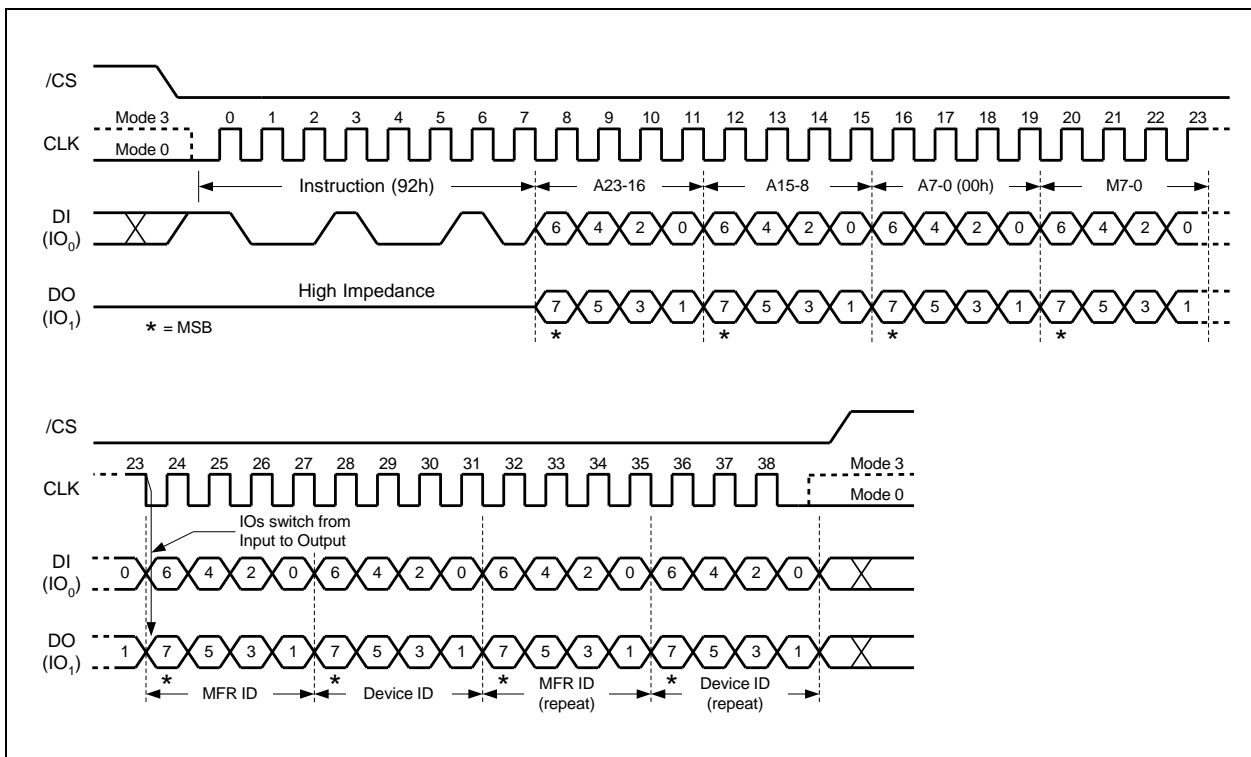 /CS
Mode 3 0 1 2 3 4 5 6 7 8 9 10 11 12 13 14 15 16 17 18 19 20 21 22 23
CLK
Mode 0
Instruction (92h) A23-16 A15-8 A7-0 (00h) M7-0
DI
(IO0)
6 4 2 0 6 4 2 0 6 4 2 0 6 4 2 0
High Impedance
DO
(IO1)
7 5 3 1 7 5 3 1 7 5 3 1 7 5 3 1
* = MSB
* * * *
/CS
23 24 25 26 27 28 29 30 31 32 33 34 35 36 37 38 Mode 3
CLK
Mode 0
IOs switch from
Input to Output
DI
(IO0)
0 6 4 2 0 6 4 2 0 6 4 2 0 6 4 2 0
DO
(IO1)
1 7 5 3 1 7 5 3 1 7 5 3 1 7 5 3 1
* * * *
MFR ID Device ID MFR ID
(repeat)
Device ID
(repeat)